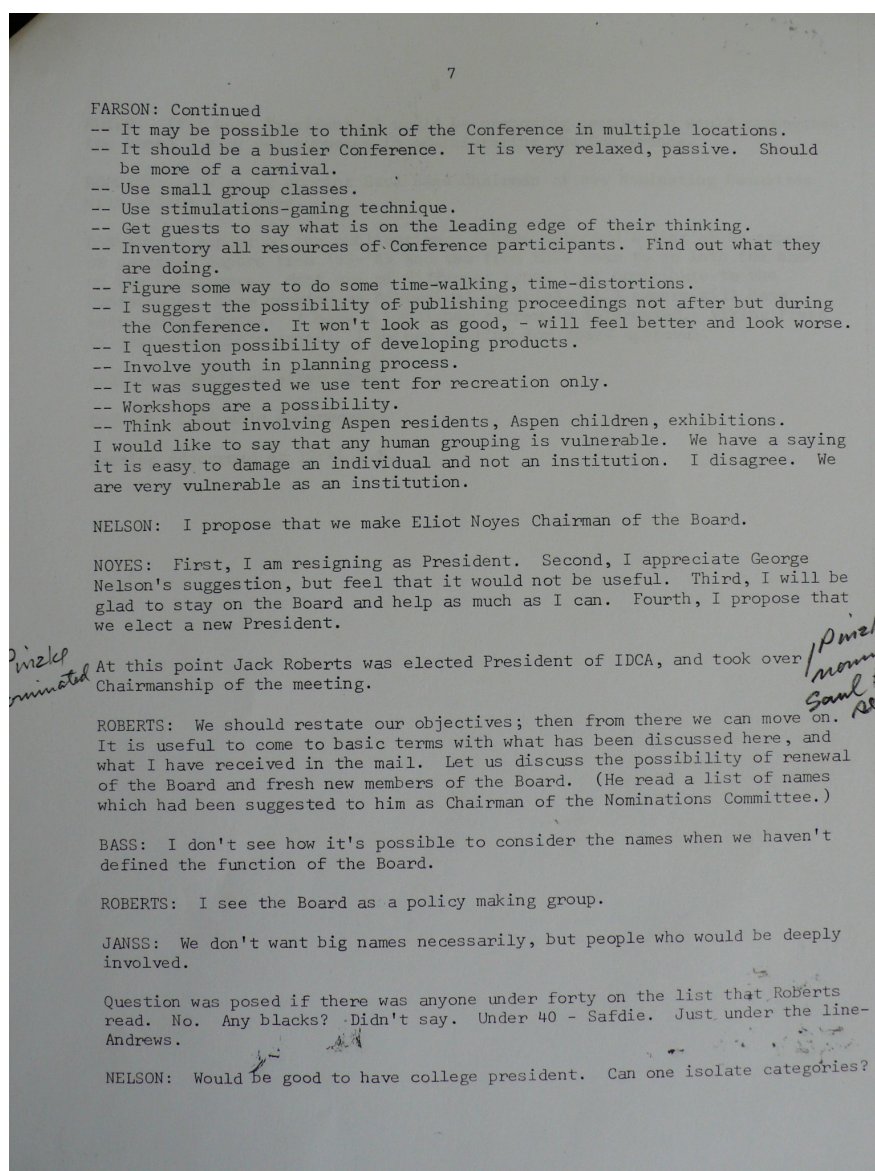 7
FARSON: Continued
-- It may be possible to think of the Conference in multiple locations.
-- It should be a busier Conference. It is very relaxed, passive. Should
be more of a carnival.
-- Use small group classes.
-- Use stimulations-gaming technique.
-- Get guests to say what is on the leading edge of their thinking.
-- Inventory all resources of Conference participants. Find out what they
are doing.
-- Figure some way to do some time-walking, time-distortions.
-- I suggest the possibility of publishing proceedings not after but during
the Conference. It won't look as good, - will feel better and look worse.
-- I question possibility of developing products.
-- Involve youth in planning process.
-- It was suggested we use tent for recreation only.
-- Workshops are a possibility.
-- Think about involving Aspen residents, Aspen children, exhibitions.
I would like to say that any human grouping is vulnerable. We have a saying
it is easy to damage an individual and not an institution. I disagree. We
are very vulnerable as an institution.
NELSON: I propose that we make Eliot Noyes Chairman of the Board.
NOYES: First, I am resigning as President. Second, I appreciate George
Nelson's suggestion, but feel that it would not be useful. Third, I will be
glad to stay on the Board and help as much as I can. Fourth, I propose that
we elect a new President.
At this point Jack Roberts was elected President of IDCA, and took over
Chairmanship of the meeting.
Saul
ROBERTS: We should restate our objectives; then from there we can move on.
It is useful to come to basic terms with what has been discussed here, and
what I have received in the mail. Let us discuss the possibility of renewal
of the Board and fresh new members of the Board. (He read a list of names
which had been suggested to him as Chairman of the Nominations Committee.)
BASS: I don't see how it's possible to consider the names when we haven't
defined the function of the Board.
ROBERTS: I see the Board as a policy making group.
JANSS: We don't want big names necessarily, but people who would be deeply
involved.
Question was posed if there was anyone under forty on the list that Roberts
read. No. Any blacks? Didn't say. Under 40 - Safdie. Just under the line-
Andrews.
NELSON: Would be good to have college president. Can one isolate categories?